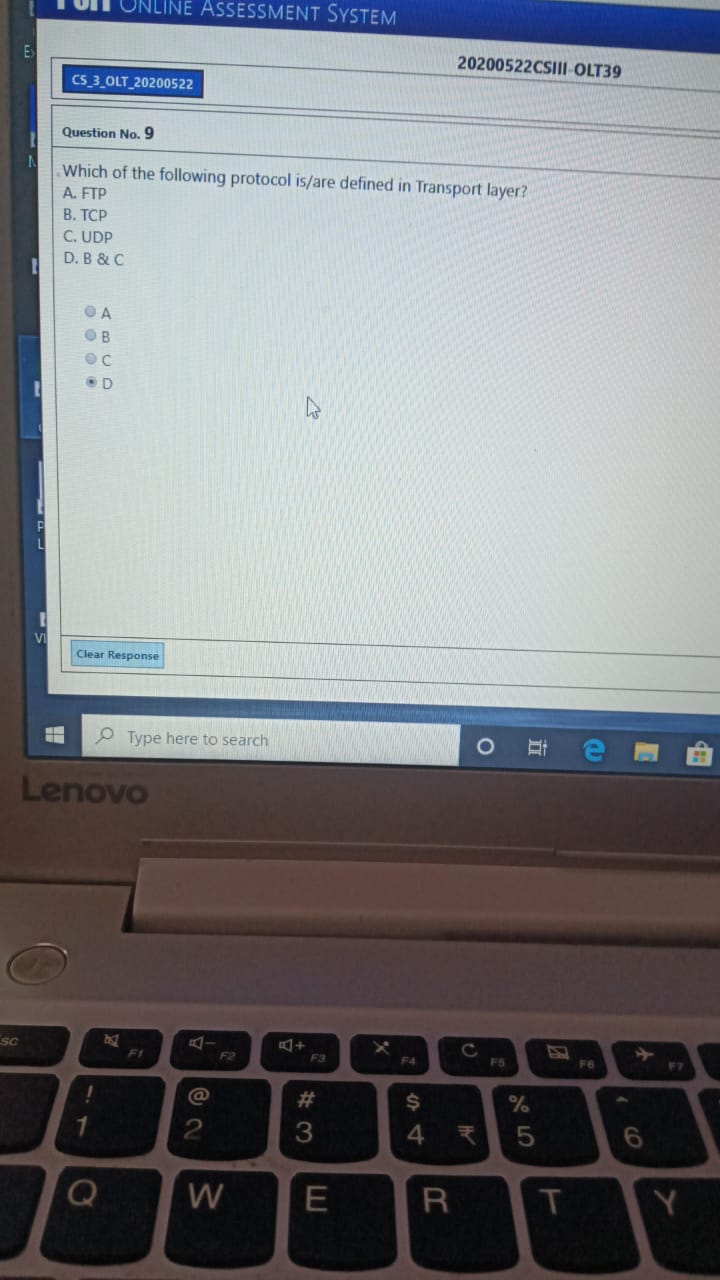 ONLINE ASSESSMENT SYSTEM
20200522CSIII-OLT39
CS_3_OLT_20200522
Question No. 9
Which of the following protocol is/are defined in Transport layer?
A. FTP
B. TCP
C. UDP
D. B & C
A
B
C
D
Clear Response
Type here to search
Lenovo
F1 F2 F3 F4 F5 F6 F7
! @ # $ % ^
1 2 3 4 ₹ 5 6
Q W E R T Y